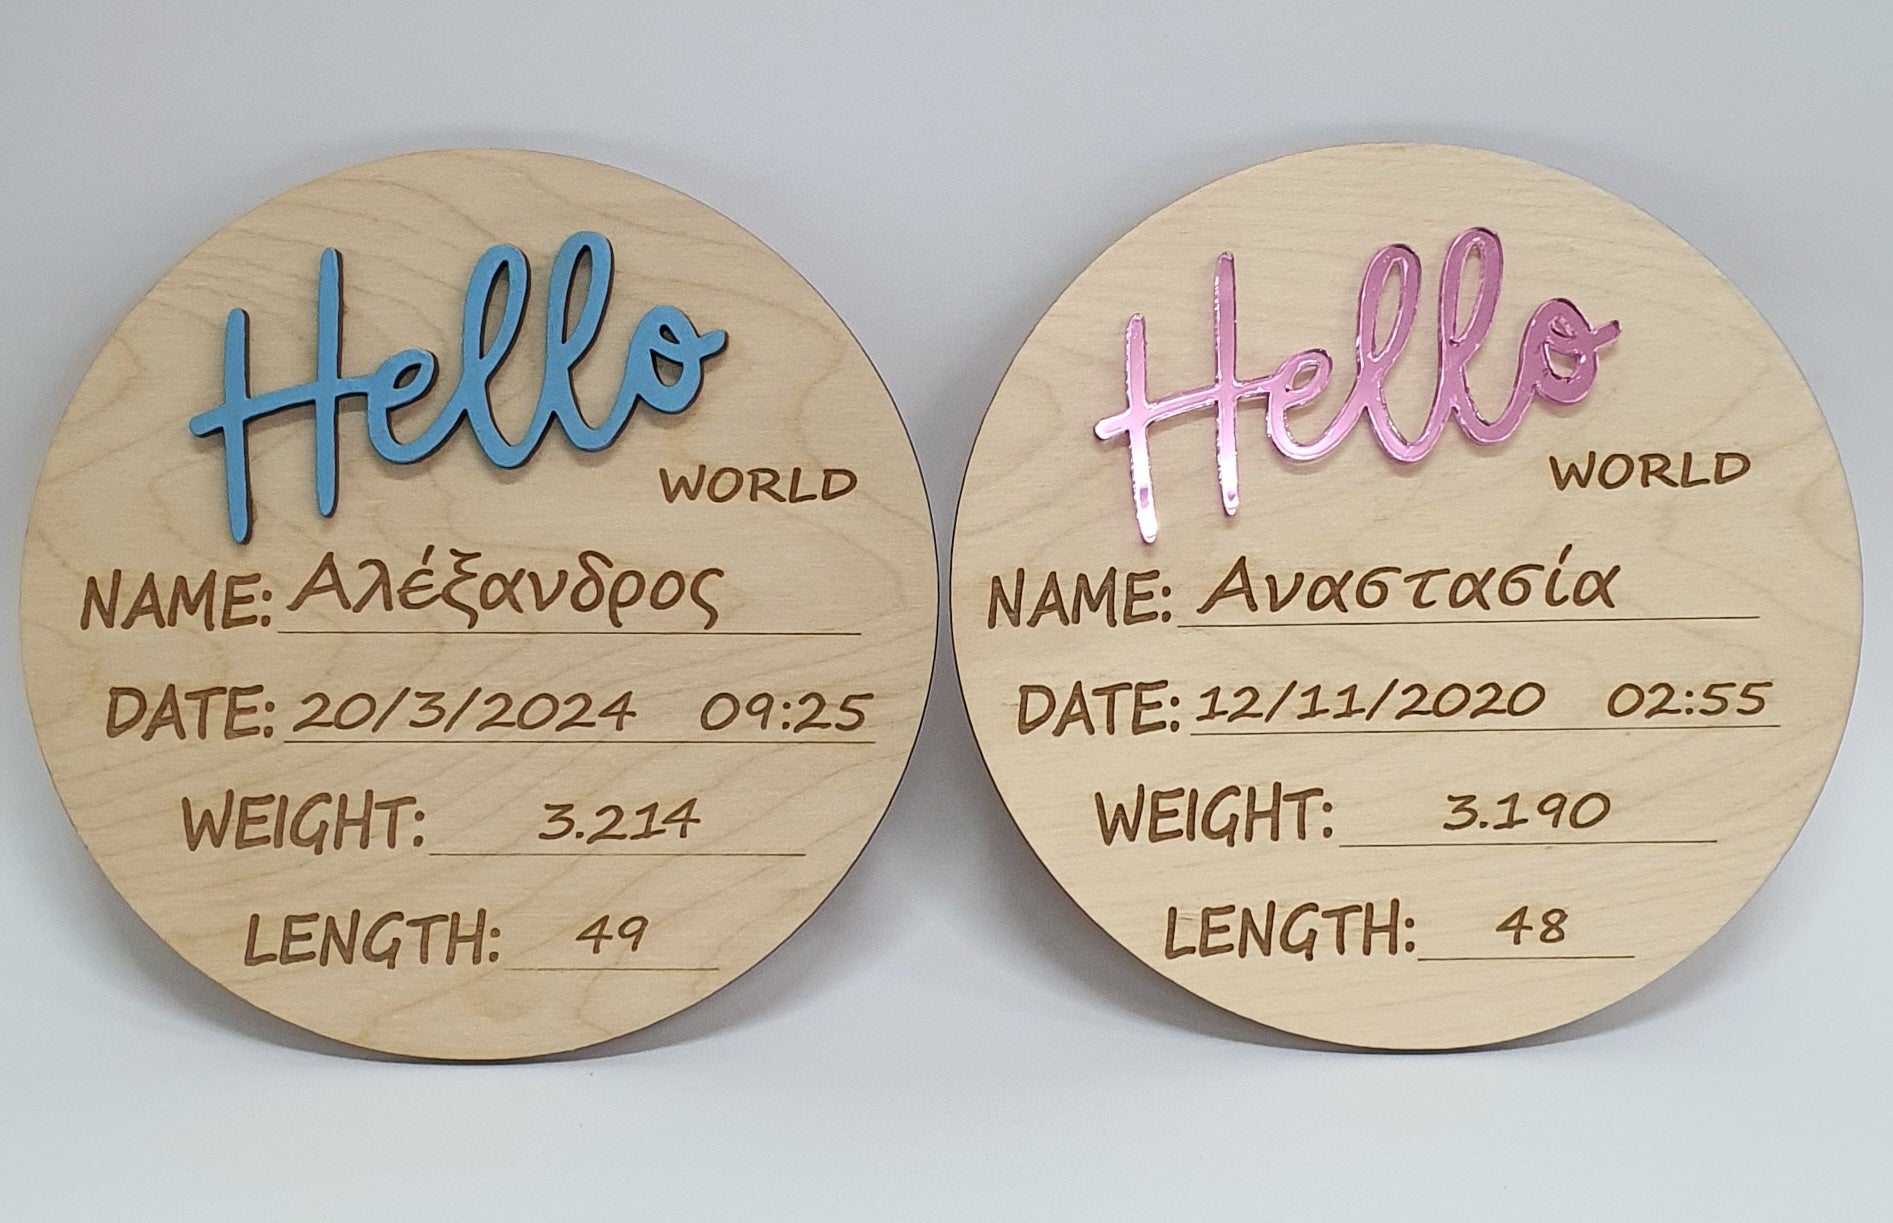 Hello
WORLD
NAME: Αλέξανδρος
DATE: 20/3/2024 09:25
WEIGHT: 3.214
LENGTH: 49
Hello
WORLD
NAME: Αναστασία
DATE: 12/11/2020 02:55
WEIGHT: 3.190
LENGTH: 48